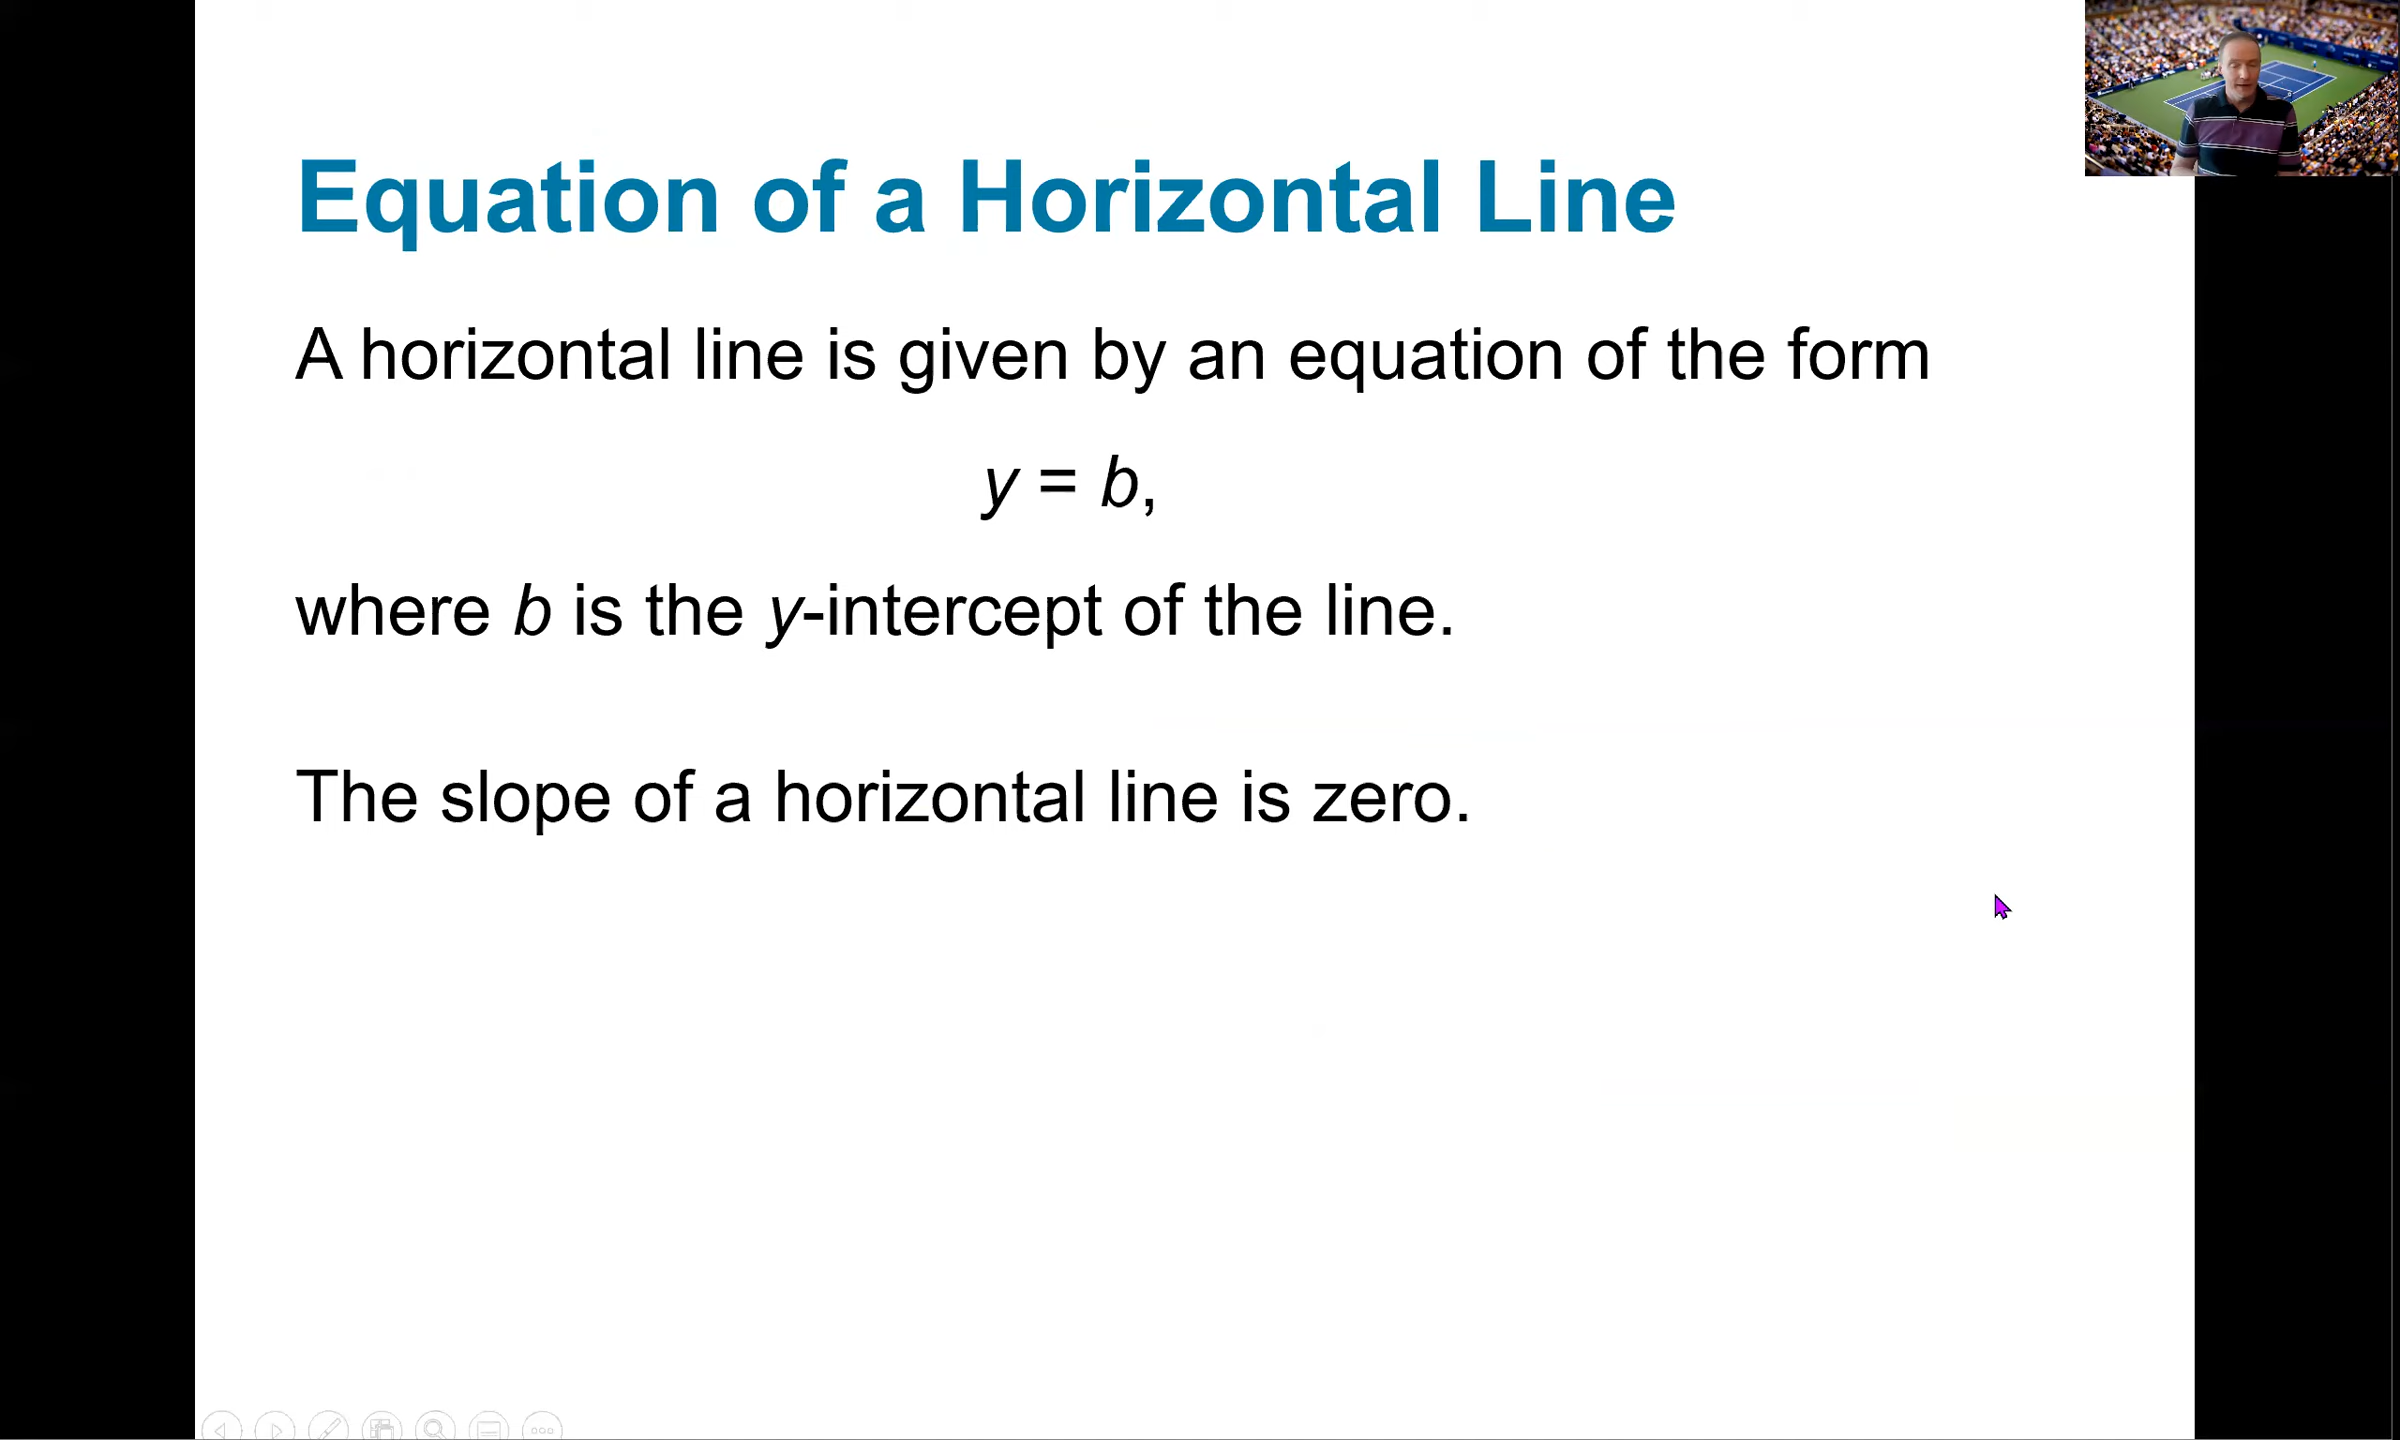 Equation of a Horizontal Line
A horizontal line is given by an equation of the form
y = b,
where b is the y-intercept of the line.
The slope of a horizontal line is zero.